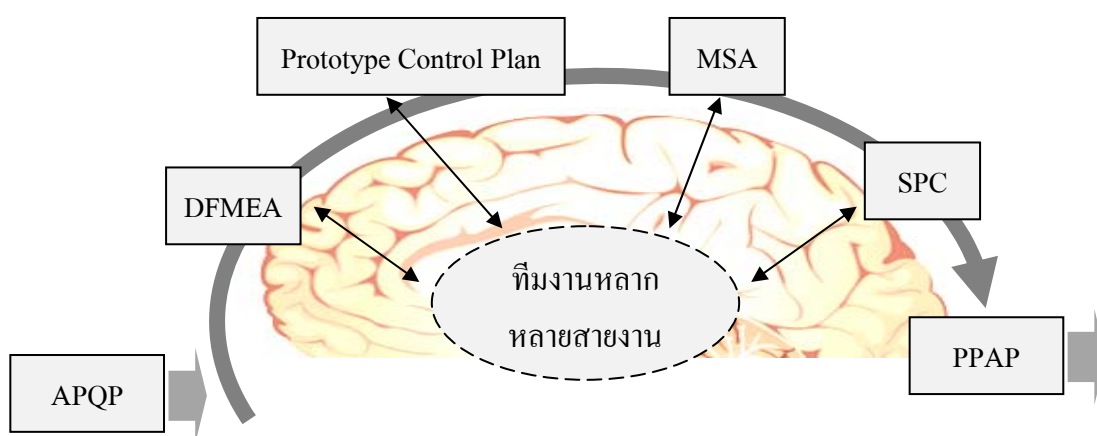 Prototype Control Plan
MSA
DFMEA
SPC
ทีมงานหลาก
หลายสายงาน
APQP
PPAP